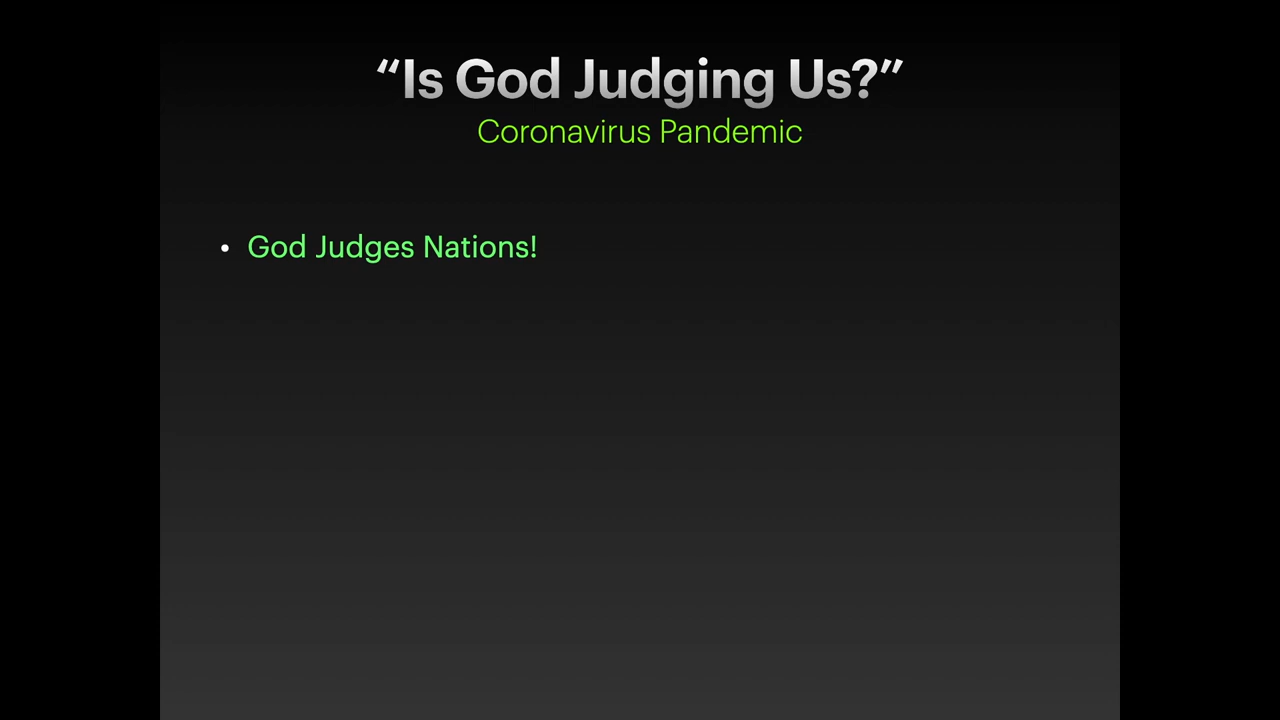 “Is God Judging Us?”
Coronavirus Pandemic
• God Judges Nations!